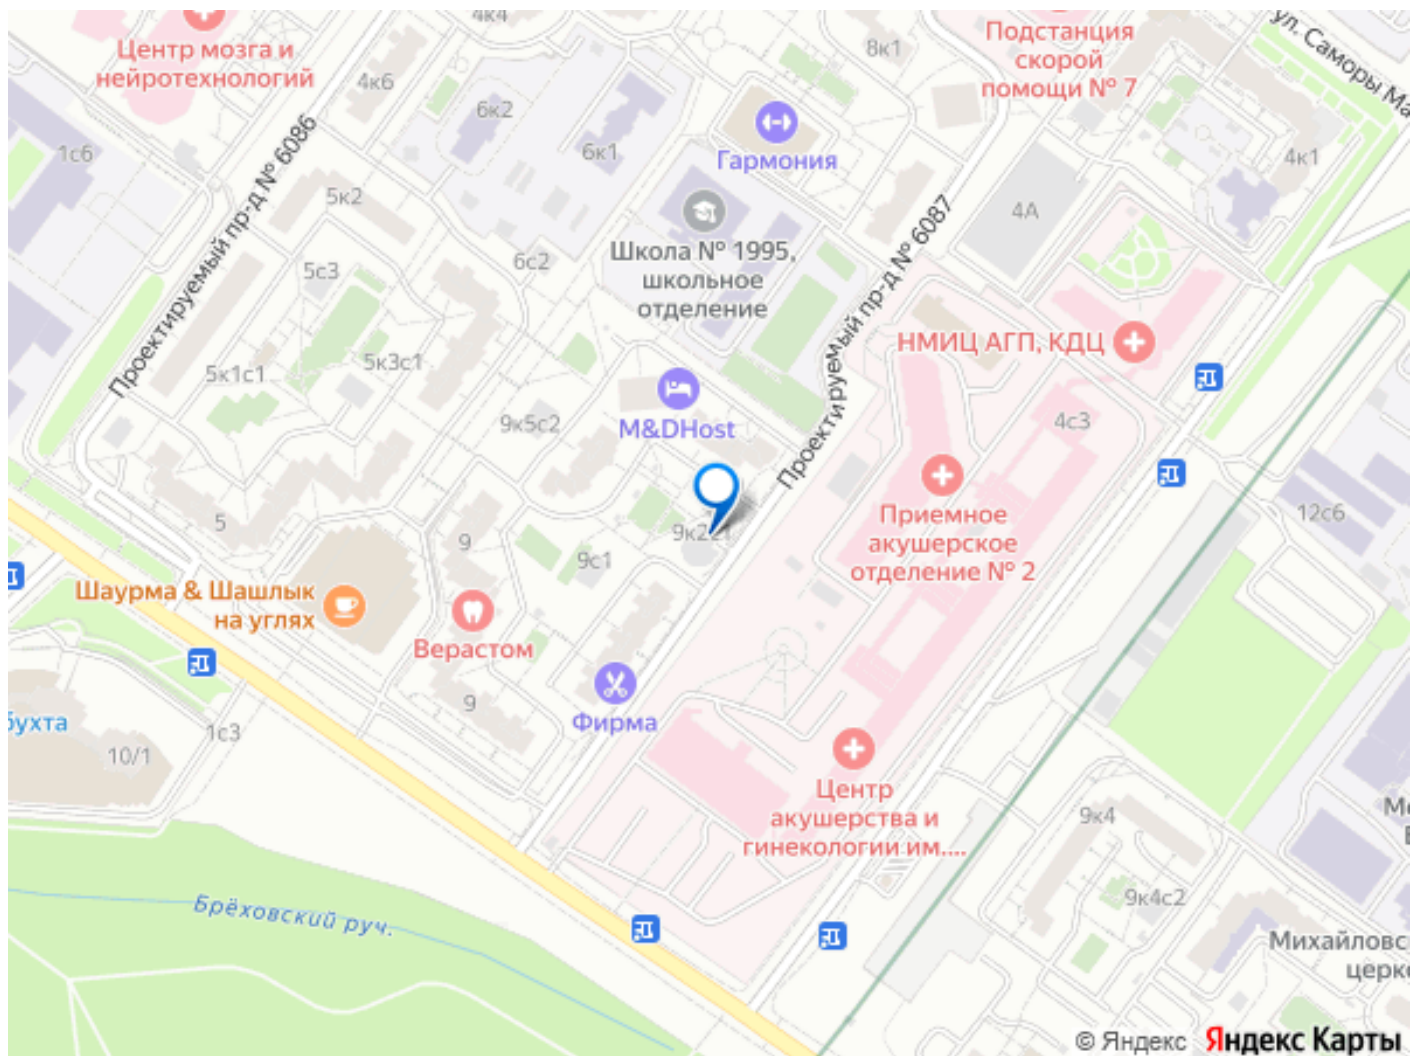 4к4
Центр мозга и
нейротехнологий
4к6
8к1
Подстанция
скорой
помощи № 7
ул. Саморы Ма
6к2
6к1
Гармония
4к1
1с6
Проектируемый пр-д № 6086
5к2
4А
Школа № 1995,
школьное
отделение
Проектируемый пр-д № 6087
6с2
5с3
НМИЦ АГП, КДЦ
5к3с1
5к1с1
M&DHost
9к5с2
4с3
5
9
9к221
9с1
Приемное
акушерское
отделение № 2
12с6
Шаурма & Шашлык
на углях
Верастом
9
Фирма
бухта
10/1
1с3
Центр
акушерства и
гинекологии им....
9к4
9к4с2
Брёховский руч.
Михайловс
церк
© Яндекс Яндекс Карты